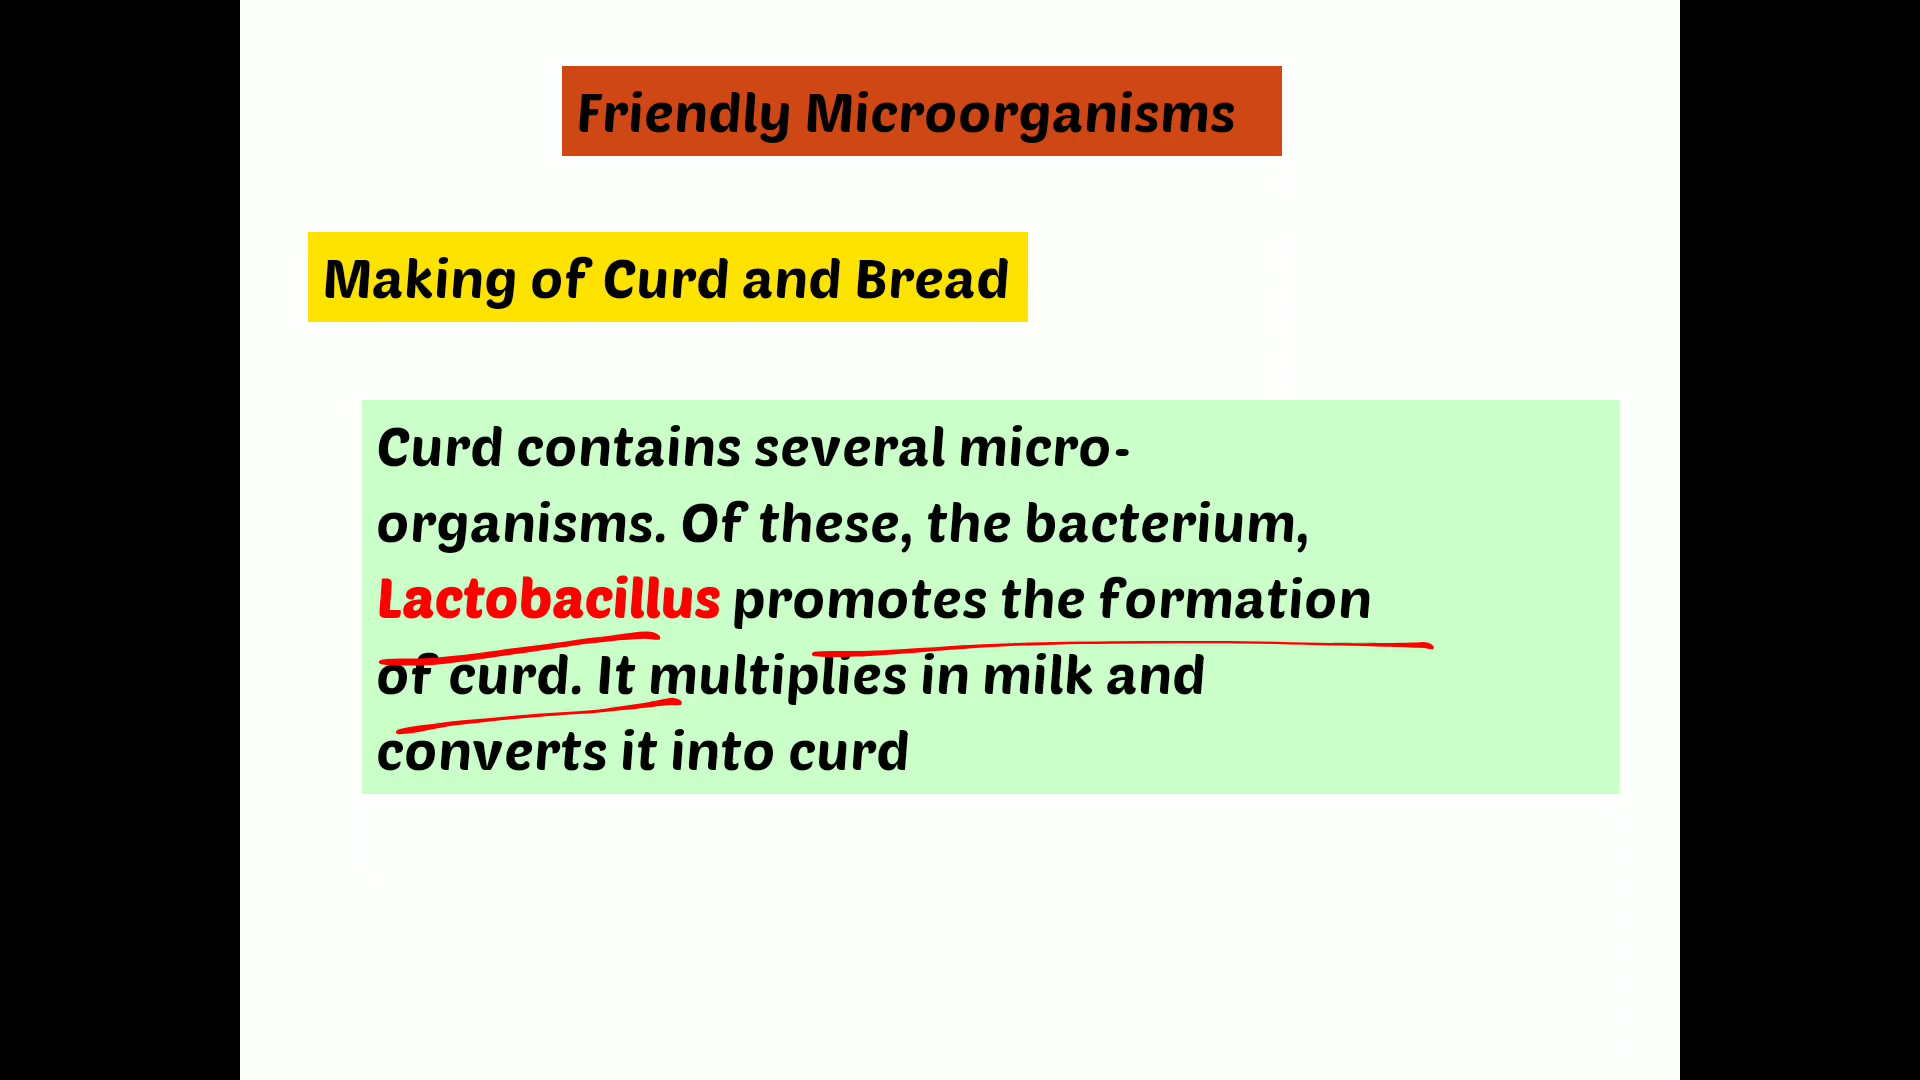 Friendly Microorganisms
Making of Curd and Bread
Curd contains several micro-
organisms. Of these, the bacterium,
Lactobacillus promotes the formation
of curd. It multiplies in milk and
converts it into curd